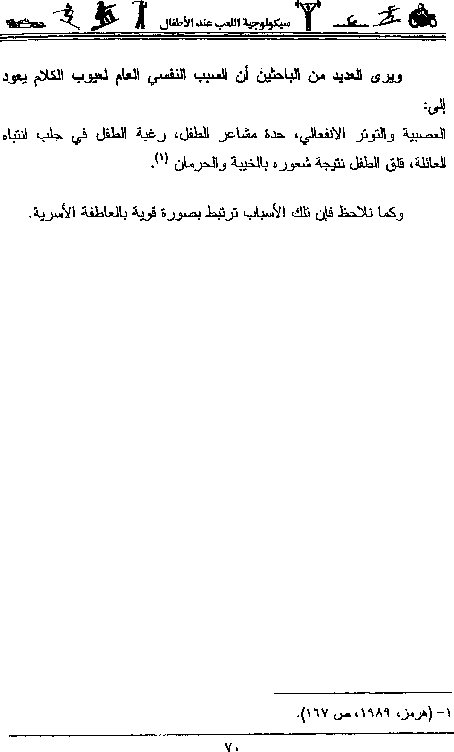 سيكولوجية اللعب عند الأطفال
ويرى العديد من الباحثين أن السبب النفسي العام لعيوب الكلام يعود
إلى:
العصبية والتوتر الانفعالي، حدة مشاعر الطفل، رغبة الطفل في جلب انتباه
العائلة، قلق الطفل نتيجة شعوره بالخيبة والحرمان (١).
وكما نلاحظ فإن تلك الأسباب ترتبط بصورة قوية بالعاطفة الأسرية.
١- (هرمز، ١٩٨٩، ص ١٦٧).
٧٠